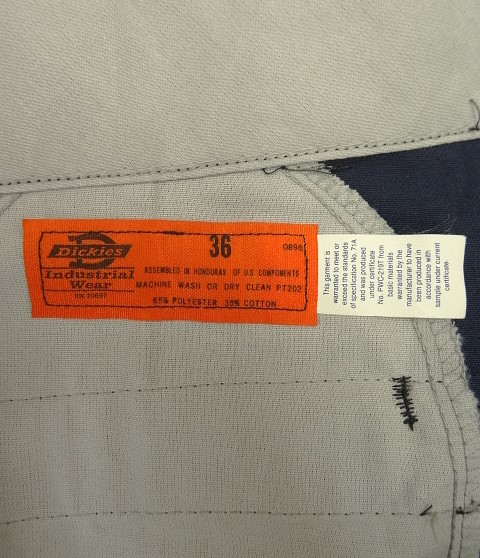 36
0898
Dickies
Industrial
Wear
RN 20697
ASSEMBLED IN HONDURAS OF U.S. COMPONENTS
MACHINE WASH OR DRY CLEAN PT202
65% POLYESTER 35% COTTON
This garment is
warranted to meet or
exceed the standards
of specification No. 71A
and was produced
under certificate
No. PWC-219T from
basic materials
warranted by the
manufacturer to have
been produced in
accordance with
sample under current
certificate.